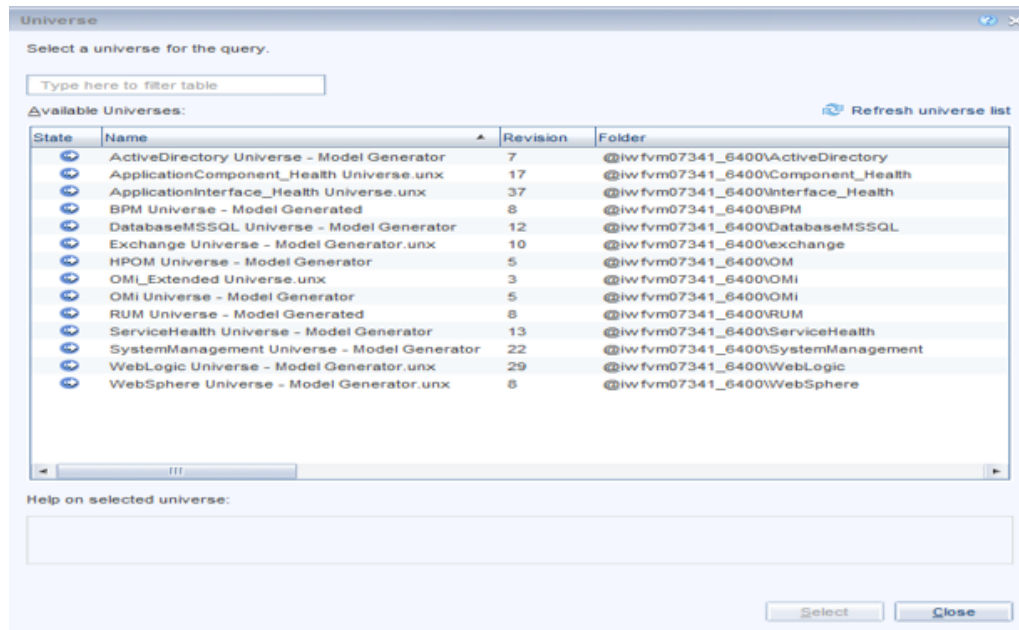 Universe
Select a universe for the query.
Type here to filter table
Available Universes:
Refresh universe list
State Name Revision Folder
ActiveDirectory Universe - Model Generator 7 @iwfvm07341_6400\ActiveDirectory
ApplicationComponent_Health Universe.unx 17 @iwfvm07341_6400\Component_Health
ApplicationInterface_Health Universe.unx 37 @iwfvm07341_6400\Interface_Health
BPM Universe - Model Generated 8 @iwfvm07341_6400\BPM
DatabaseMSSQL Universe - Model Generator 12 @iwfvm07341_6400\DatabaseMSSQL
Exchange Universe - Model Generator.unx 10 @iwfvm07341_6400\exchange
HPOM Universe - Model Generator 5 @iwfvm07341_6400\OM
OMi_Extended Universe.unx 3 @iwfvm07341_6400\OMi
OMi Universe - Model Generator 5 @iwfvm07341_6400\OMi
RUM Universe - Model Generated 8 @iwfvm07341_6400\RUM
ServiceHealth Universe - Model Generator 13 @iwfvm07341_6400\ServiceHealth
SystemManagement Universe - Model Generator 22 @iwfvm07341_6400\SystemManagement
WebLogic Universe - Model Generator.unx 29 @iwfvm07341_6400\WebLogic
WebSphere Universe - Model Generator.unx 8 @iwfvm07341_6400\WebSphere
Help on selected universe:
Select Close